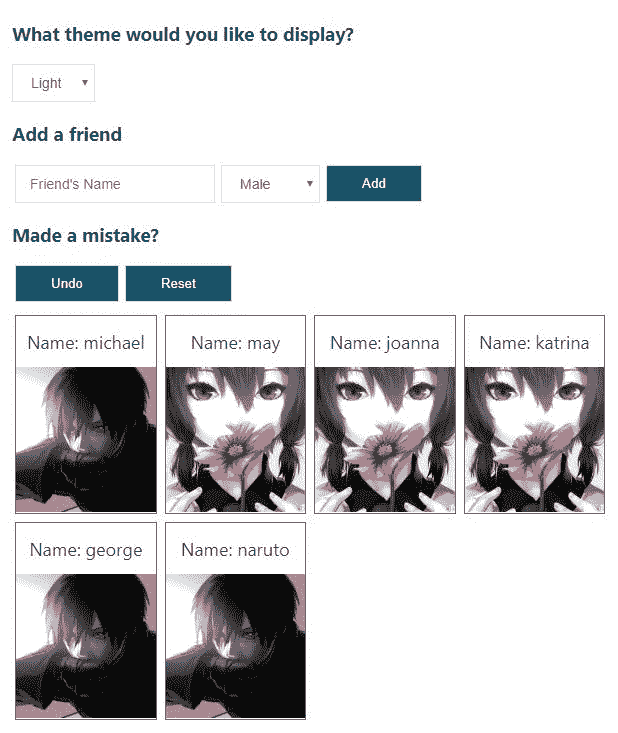 What theme would you like to display?
Light
Add a friend
Friend's Name Male Add
Made a mistake?
Undo Reset
Name: michael Name: may Name: joanna Name: katrina
Name: george Name: naruto